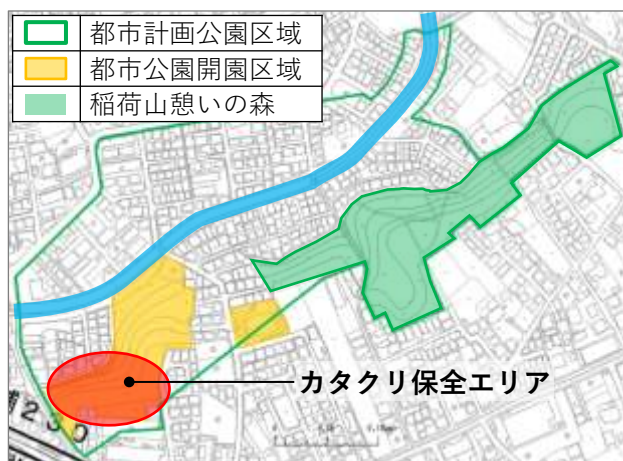 都市計画公園区域
都市公園開園区域
稲荷山憩いの森
カタクリ保全エリア
230